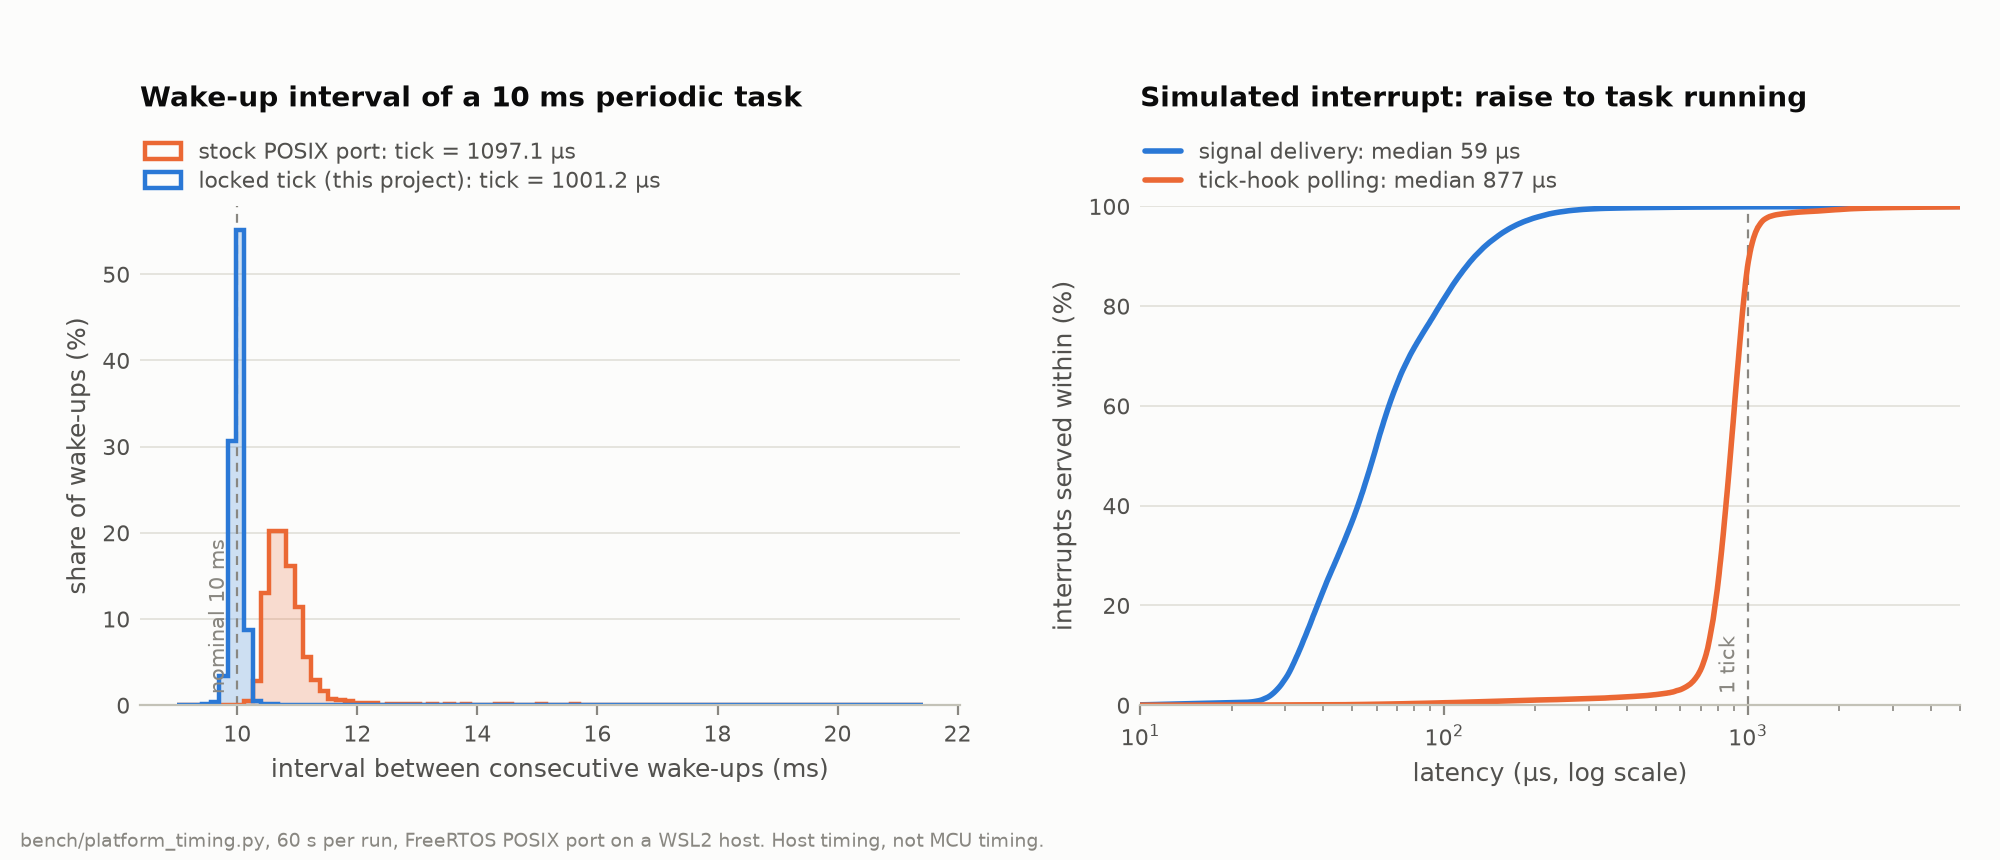 Wake-up interval of a 10 ms periodic task
stock POSIX port: tick = 1097.1 µs
locked tick (this project): tick = 1001.2 µs
share of wake-ups (%)
50
40
30
20
10
0
nominal 10 ms
10 12 14 16 18 20 22
interval between consecutive wake-ups (ms)
Simulated interrupt: raise to task running
signal delivery: median 59 µs
tick-hook polling: median 877 µs
interrupts served within (%)
100
80
60
40
20
0
1 tick
10¹ 10² 10³
latency (µs, log scale)
bench/platform_timing.py, 60 s per run, FreeRTOS POSIX port on a WSL2 host. Host timing, not MCU timing.